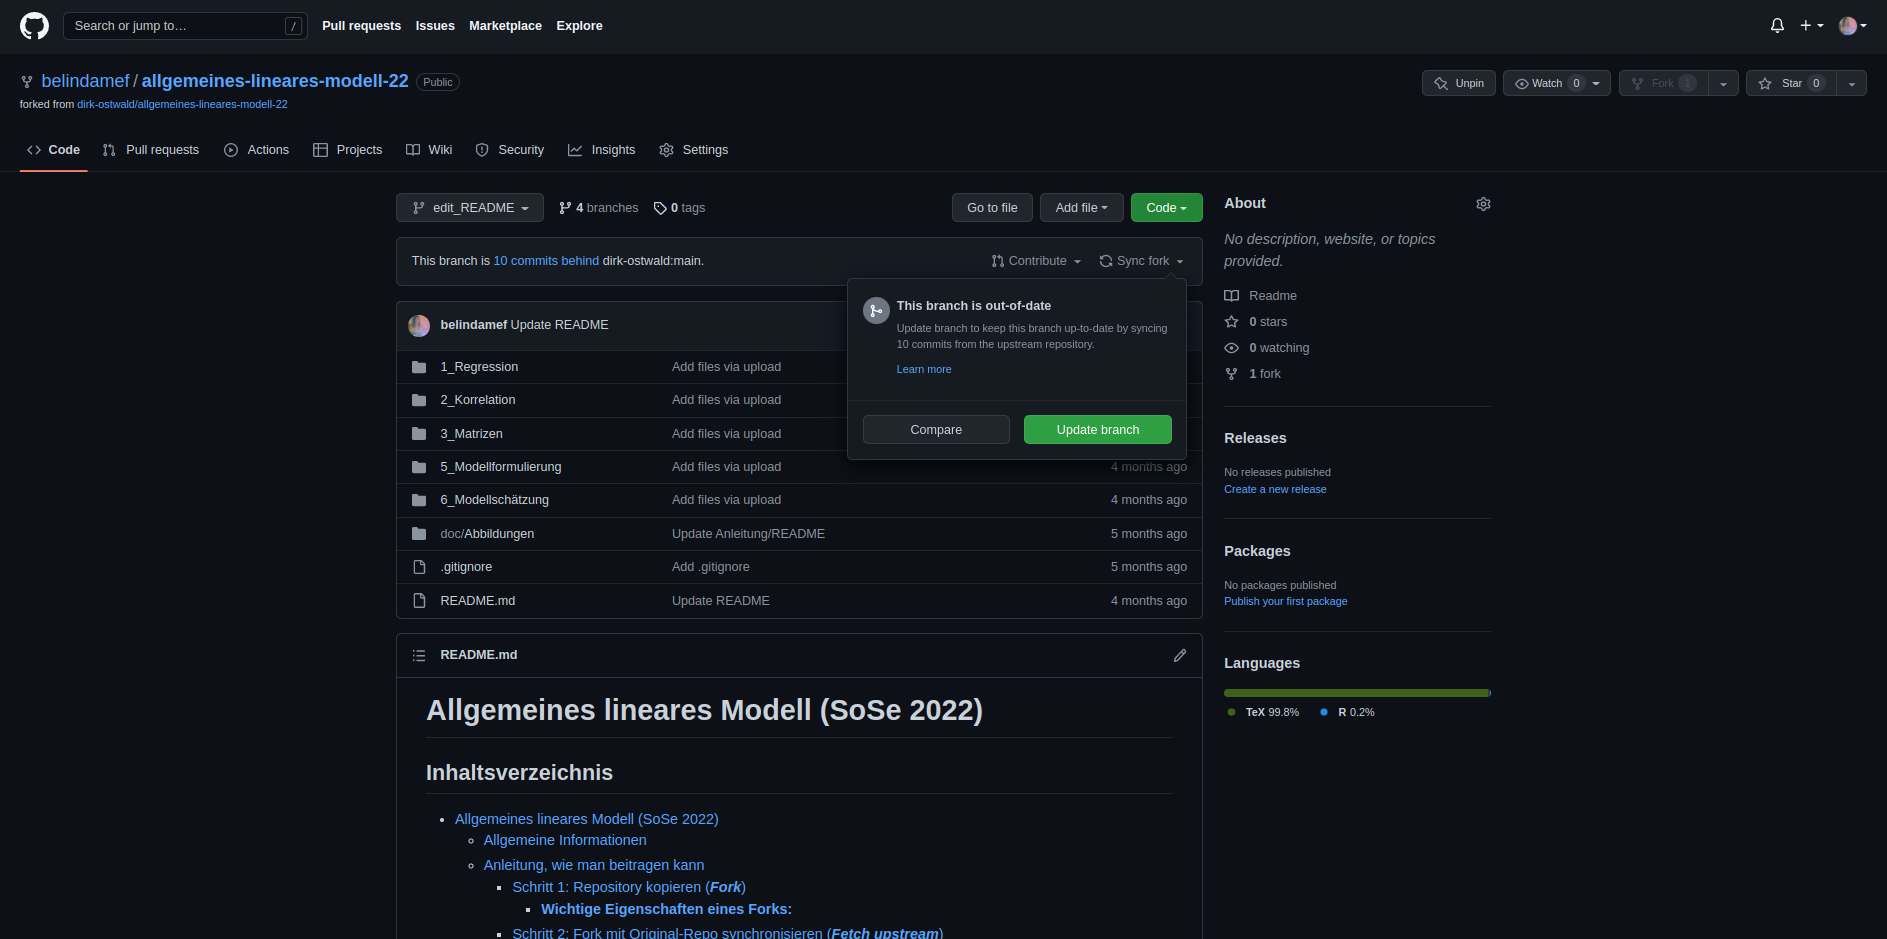 Search or jump to… /
Pull requests Issues Marketplace Explore
belindamef / allgemeines-lineares-modell-22 Public
Unpin Watch 0 Fork 1 Star 0
forked from dirk-ostwald/allgemeines-lineares-modell-22
Code Pull requests Actions Projects Wiki Security Insights Settings
edit_README 4 branches 0 tags Go to file Add file Code
This branch is 10 commits behind dirk-ostwald:main. Contribute Sync fork
This branch is out-of-date
Update branch to keep this branch up-to-date by syncing
10 commits from the upstream repository.
Learn more
Compare Update branch
belindamef Update README
1_Regression Add files via upload
2_Korrelation Add files via upload
3_Matrizen Add files via upload
5_Modellformulierung Add files via upload 4 months ago
6_Modellschätzung Add files via upload 4 months ago
doc/Abbildungen Update Anleitung/README 5 months ago
.gitignore Add .gitignore 5 months ago
README.md Update README 4 months ago
README.md
Allgemeines lineares Modell (SoSe 2022)
Inhaltsverzeichnis
Allgemeines lineares Modell (SoSe 2022)
Allgemeine Informationen
Anleitung, wie man beitragen kann
Schritt 1: Repository kopieren (Fork)
Wichtige Eigenschaften eines Forks:
Schritt 2: Fork mit Original-Repo synchronisieren (Fetch upstream)
About
No description, website, or topics
provided.
Readme
0 stars
0 watching
1 fork
Releases
No releases published
Create a new release
Packages
No packages published
Publish your first package
Languages
TeX 99.8% R 0.2%